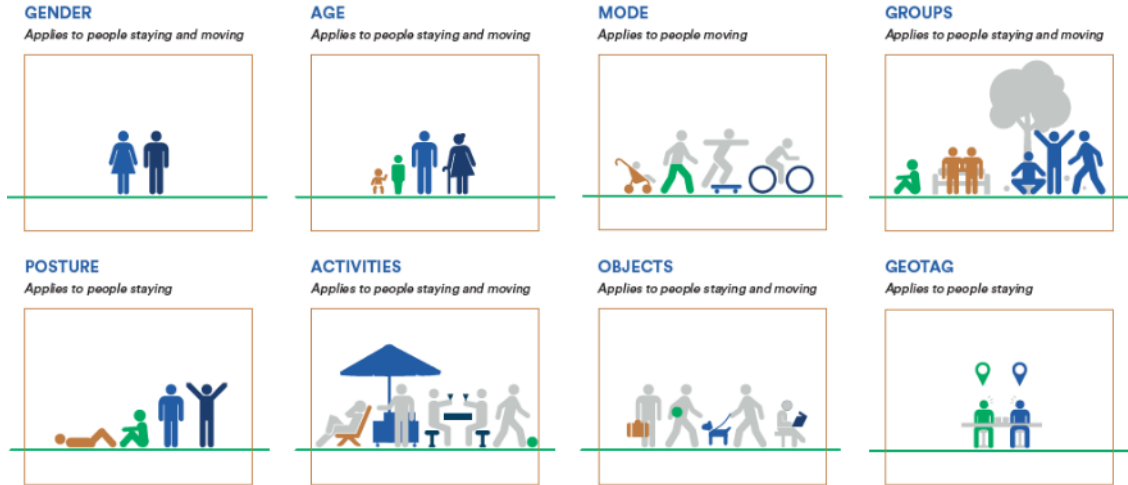 GENDER
Applies to people staying and moving
AGE
Applies to people staying and moving
MODE
Applies to people moving
GROUPS
Applies to people staying and moving
POSTURE
Applies to people staying
ACTIVITIES
Applies to people staying and moving
OBJECTS
Applies to people staying and moving
GEOTAG
Applies to people staying